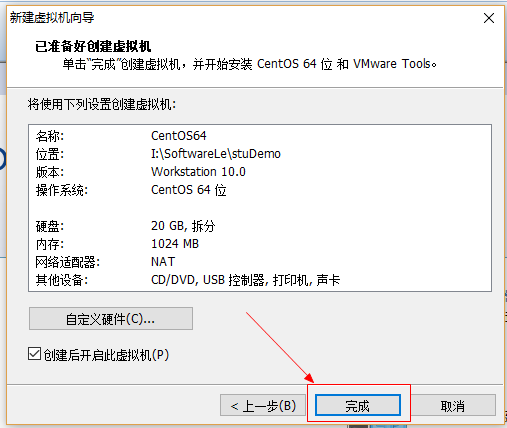 新建虚拟机向导
已准备好创建虚拟机
单击"完成"创建虚拟机，并开始安装 CentOS 64 位 和 VMware Tools。
将使用下列设置创建虚拟机:
名称: CentOS64
位置: I:\SoftwareLe\stuDemo
版本: Workstation 10.0
操作系统: CentOS 64 位
硬盘: 20 GB, 拆分
内存: 1024 MB
网络适配器: NAT
其他设备: CD/DVD, USB 控制器, 打印机, 声卡
自定义硬件(C)...
创建后开启此虚拟机(P)
< 上一步(B) 完成 取消